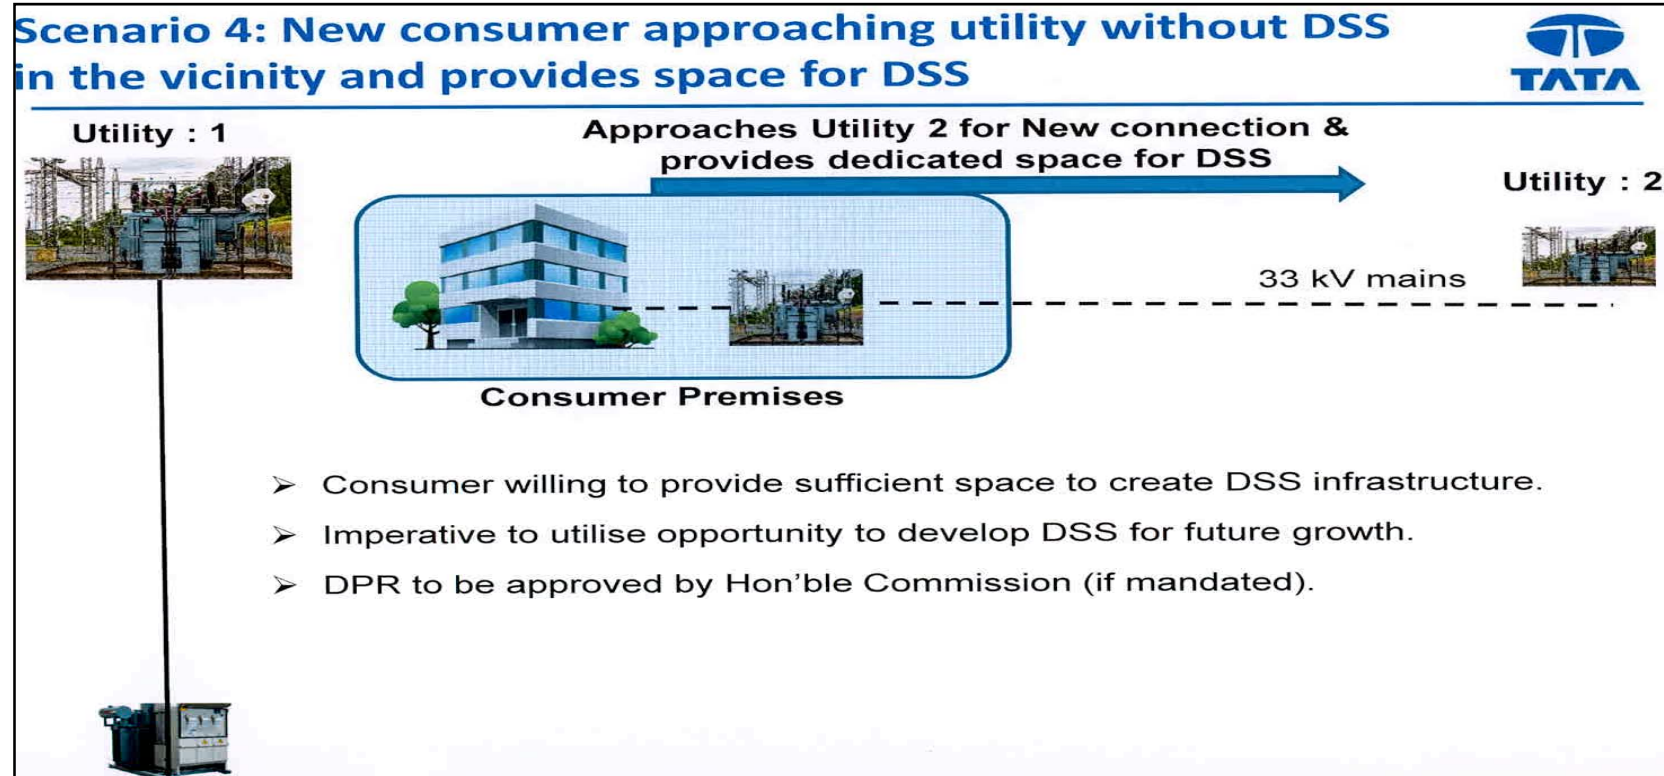 Scenario 4: New consumer approaching utility without DSS
in the vicinity and provides space for DSS
TATA
Utility : 1
Approaches Utility 2 for New connection &
provides dedicated space for DSS
Utility : 2
33 kV mains
Consumer Premises
➢ Consumer willing to provide sufficient space to create DSS infrastructure.
➢ Imperative to utilise opportunity to develop DSS for future growth.
➢ DPR to be approved by Hon'ble Commission (if mandated).